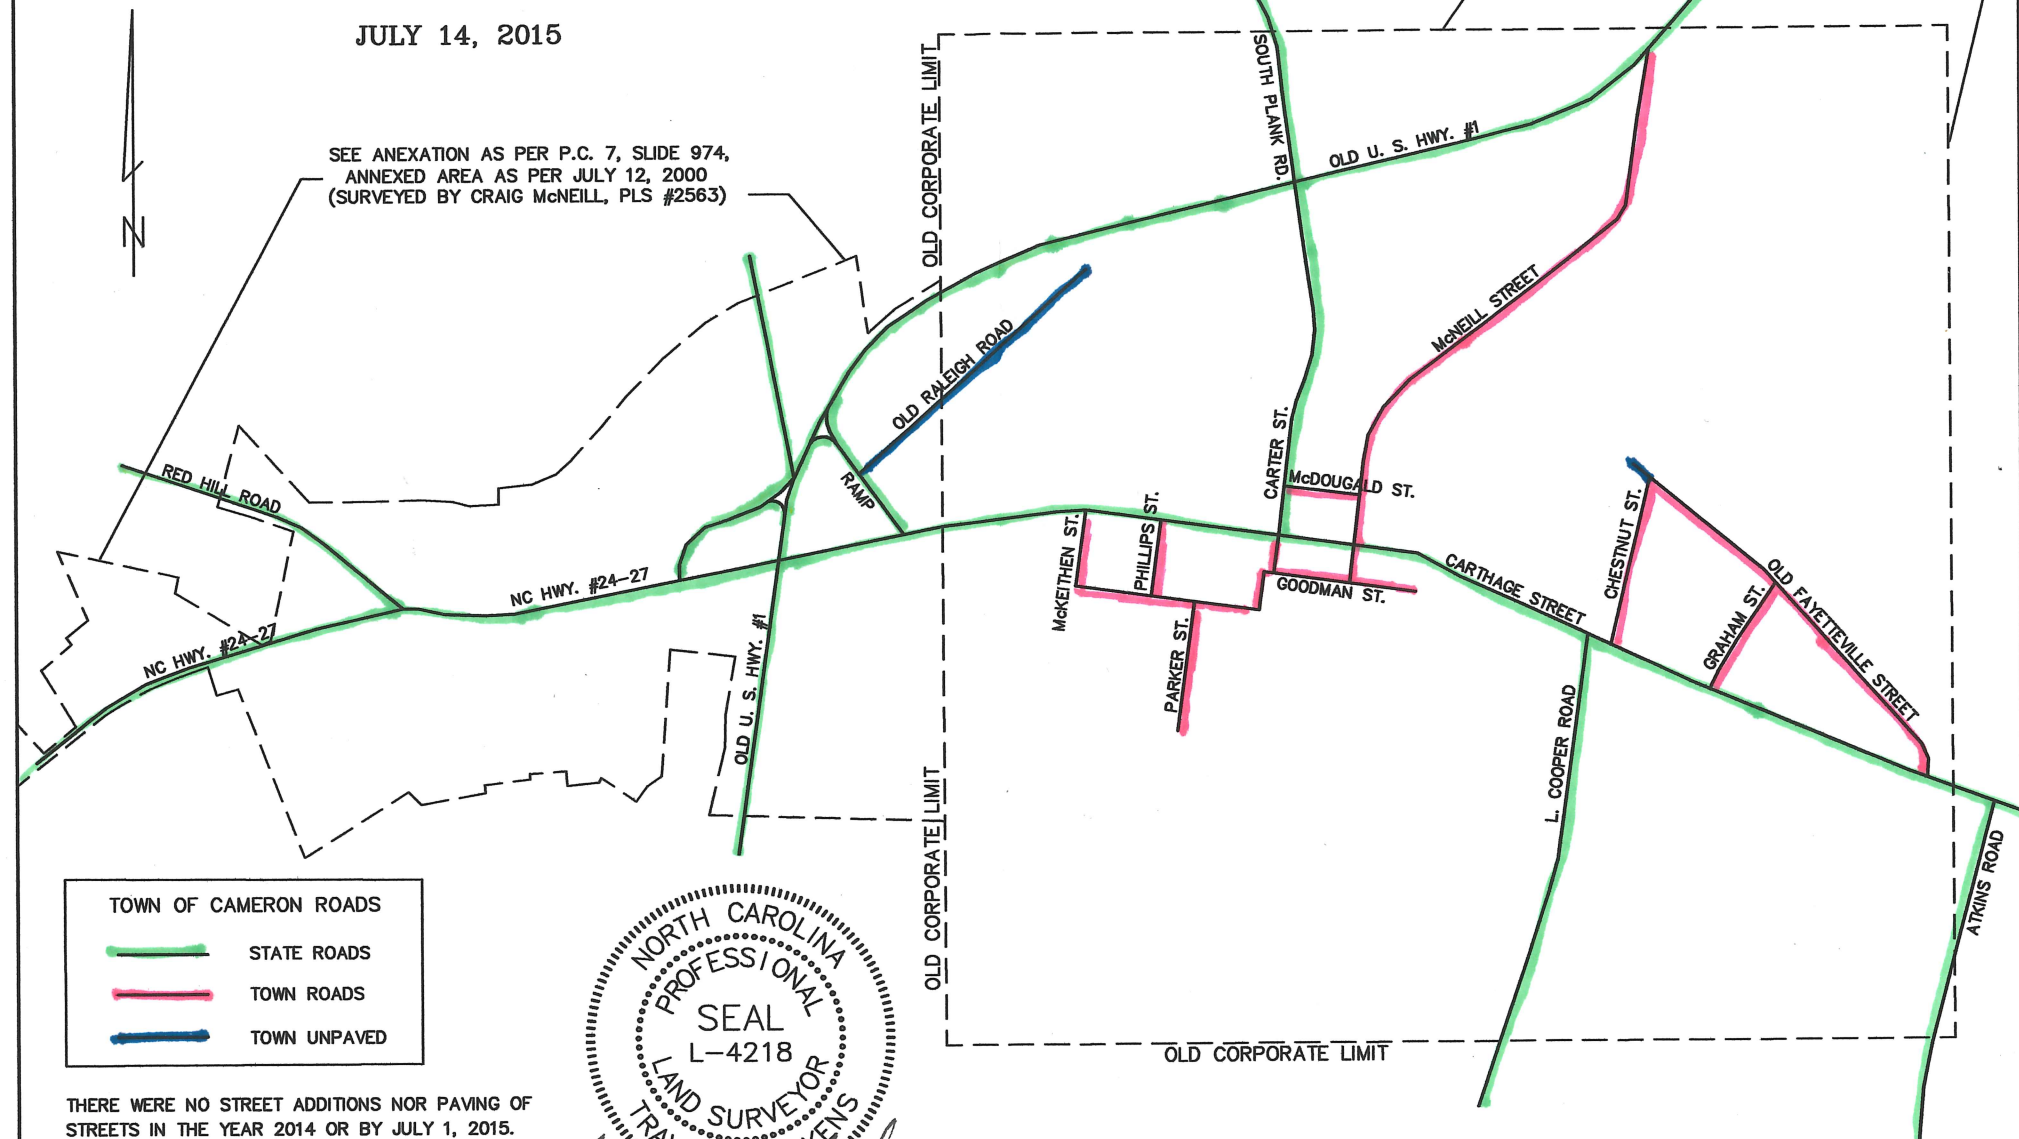 JULY 14, 2015
SEE ANEXATION AS PER P.C. 7, SLIDE 974,
ANNEXED AREA AS PER JULY 12, 2000
(SURVEYED BY CRAIG McNEILL, PLS #2563)
N
OLD CORPORATE LIMIT
SOUTH PLANK RD.
OLD U. S. HWY. #1
McNEILL STREET
OLD RALEIGH ROAD
RAMP
RED HILL ROAD
NC HWY. #24-27
NC HWY. #24-27
OLD U. S. HWY. #1
CARTER ST.
McDOUGALD ST.
McKEITHEN ST.
PHILLIPS ST.
GOODMAN ST.
PARKER ST.
CARTHAGE STREET
CHESTNUT ST.
GRAHAM ST.
OLD FAYETTEVILLE STREET
L. COOPER ROAD
ATKINS ROAD
OLD CORPORATE LIMIT
OLD CORPORATE LIMIT
TOWN OF CAMERON ROADS
STATE ROADS
TOWN ROADS
TOWN UNPAVED
NORTH CAROLINA
PROFESSIONAL
SEAL
L-4218
LAND SURVEYOR
THERE WERE NO STREET ADDITIONS NOR PAVING OF
STREETS IN THE YEAR 2014 OR BY JULY 1, 2015.